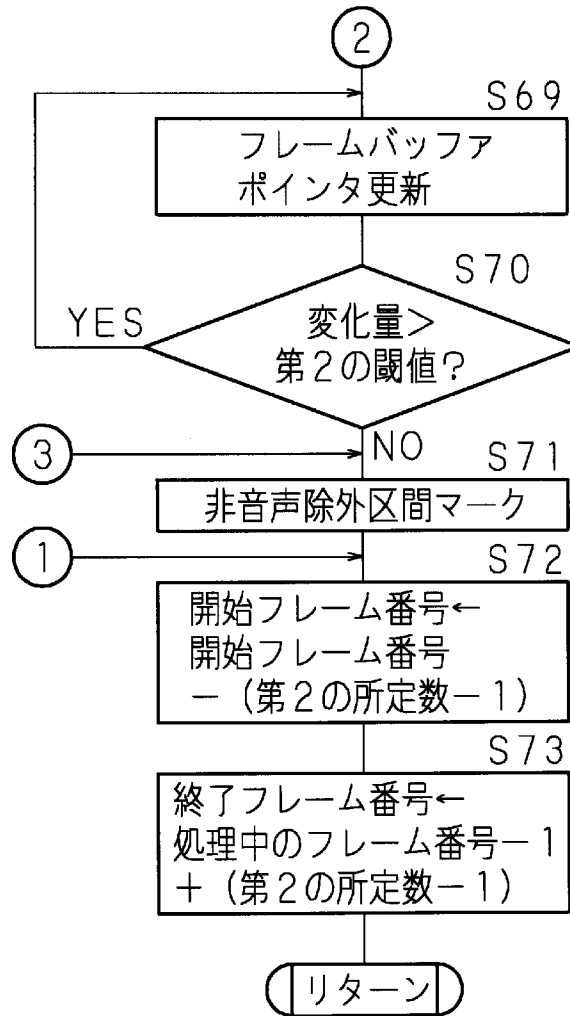 2
S69
フレームバッファ
ポインタ更新
S70
YES
変化量＞
第２の閾値？
NO
3
S71
非音声除外区間マーク
1
S72
開始フレーム番号←
開始フレーム番号
－（第２の所定数－１）
S73
終了フレーム番号←
処理中のフレーム番号－１
＋（第２の所定数－１）
リターン